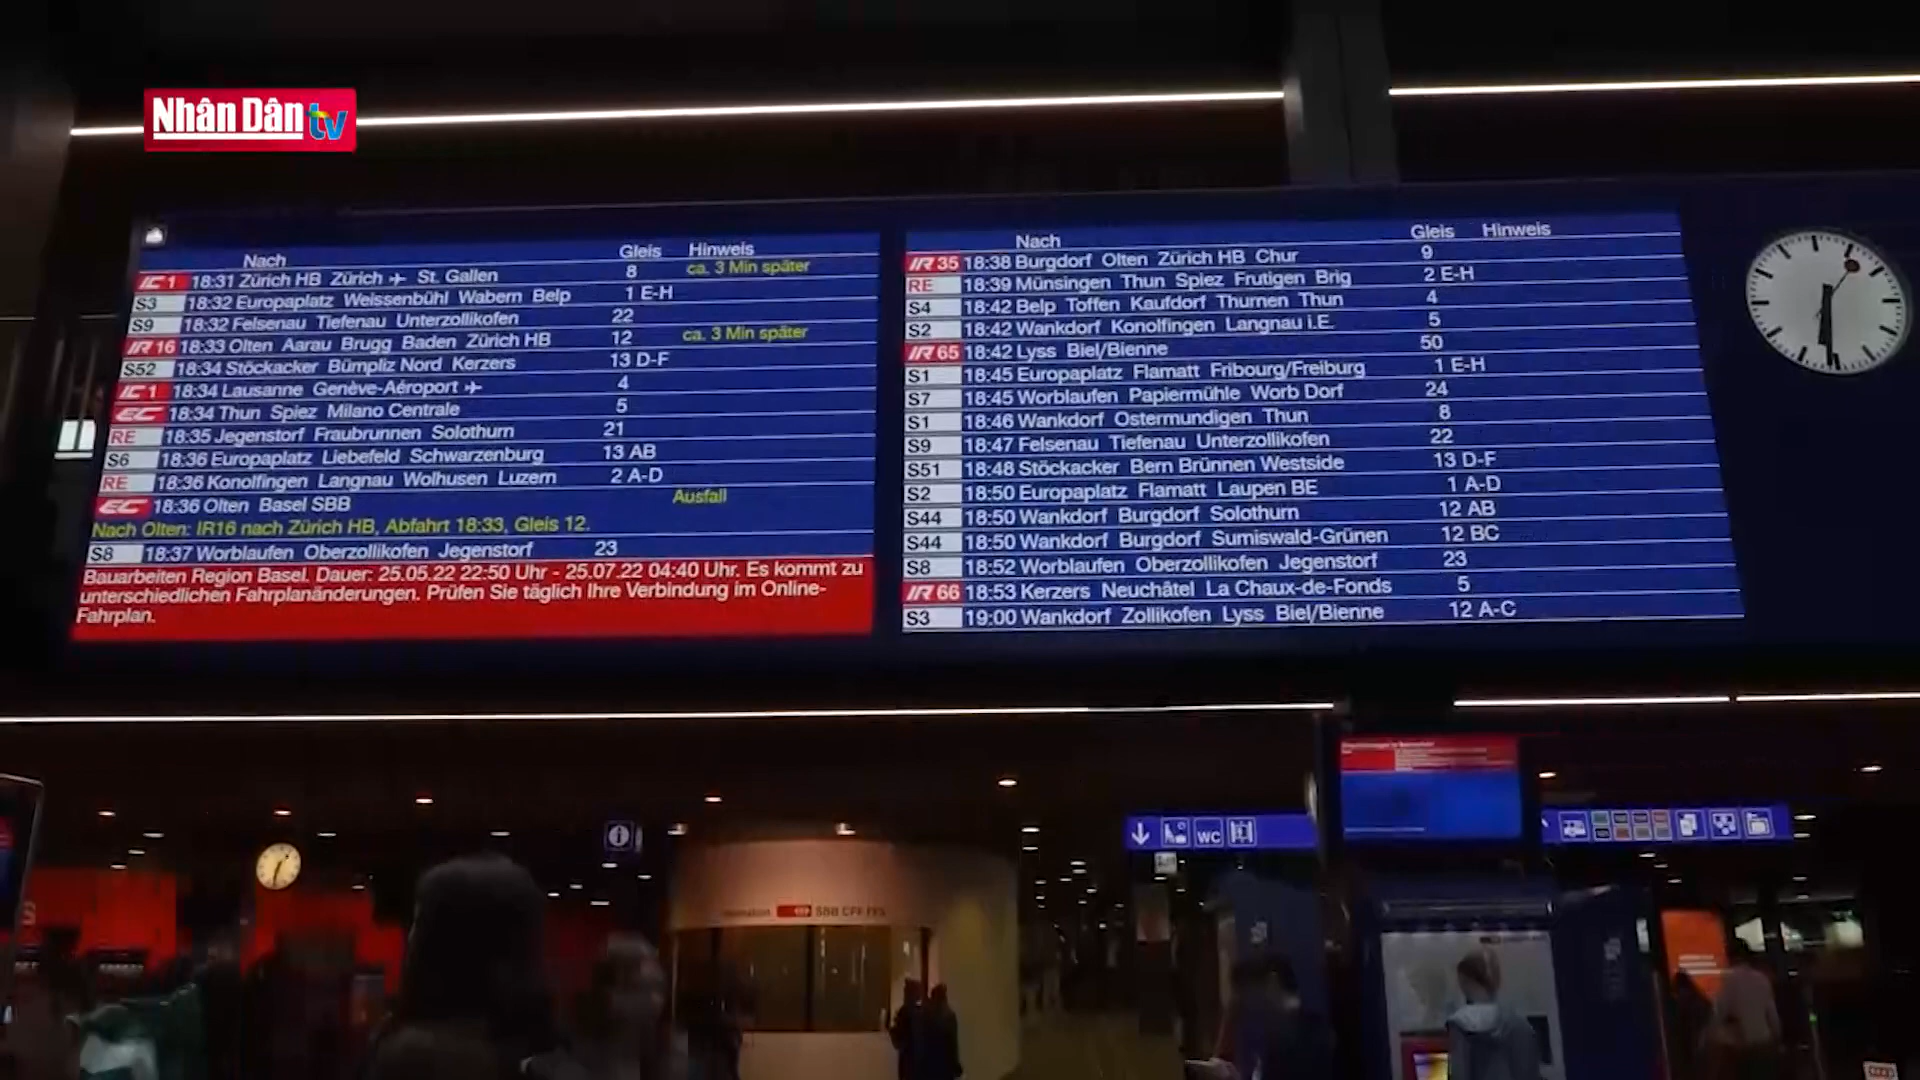 Nhân Dân tv
Nach Gleis Hinweis
IC 1 18:31 Zürich HB Zürich St. Gallen 8 ca. 3 Min später
S3 18:32 Europaplatz Weissenbühl Wabern Belp 1 E-H
S9 18:32 Felsenau Tiefenau Unterzollikofen 22
IR 16 18:33 Olten Aarau Brugg Baden Zürich HB 12 ca. 3 Min später
S52 18:34 Stöckacker Bümpliz Nord Kerzers 13 D-F
IC 1 18:34 Lausanne Genève-Aéroport 4
EC 18:34 Thun Spiez Milano Centrale 5
RE 18:35 Jegenstorf Fraubrunnen Solothurn 21
S6 18:36 Europaplatz Liebefeld Schwarzenburg 13 AB
RE 18:36 Konolfingen Langnau Wolhusen Luzern 2 A-D
EC 18:36 Olten Basel SBB Ausfall
Nach Olten: IR16 nach Zürich HB, Abfahrt 18:33, Gleis 12.
S8 18:37 Worblaufen Oberzollikofen Jegenstorf 23
Bauarbeiten Region Basel. Dauer: 25.05.22 22:50 Uhr - 25.07.22 04:40 Uhr. Es kommt zu
unterschiedlichen Fahrplanänderungen. Prüfen Sie täglich Ihre Verbindung im Online-
Fahrplan.
Nach Gleis Hinweis
IR 35 18:38 Burgdorf Olten Zürich HB Chur 9
RE 18:39 Münsingen Thun Spiez Frutigen Brig 2 E-H
S4 18:42 Belp Toffen Kaufdorf Thurnen Thun 4
S2 18:42 Wankdorf Konolfingen Langnau i.E. 5
IR 65 18:42 Lyss Biel/Bienne 50
S1 18:45 Europaplatz Flamatt Fribourg/Freiburg 1 E-H
S7 18:45 Worblaufen Papiermühle Worb Dorf 24
S1 18:46 Wankdorf Ostermundigen Thun 8
S9 18:47 Felsenau Tiefenau Unterzollikofen 22
S51 18:48 Stöckacker Bern Brünnen Westside 13 D-F
S2 18:50 Europaplatz Flamatt Laupen BE 1 A-D
S44 18:50 Wankdorf Burgdorf Solothurn 12 AB
S44 18:50 Wankdorf Burgdorf Sumiswald-Grünen 12 BC
S8 18:52 Worblaufen Oberzollikofen Jegenstorf 23
IR 66 18:53 Kerzers Neuchâtel La Chaux-de-Fonds 5
S3 19:00 Wankdorf Zollikofen Lyss Biel/Bienne 12 A-C
WC
SBB CFF FFS